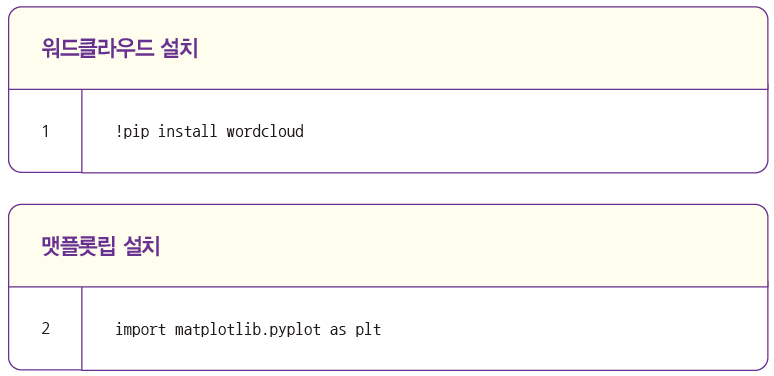 워드클라우드 설치
1 !pip install wordcloud
맷플롯립 설치
2 import matplotlib.pyplot as plt